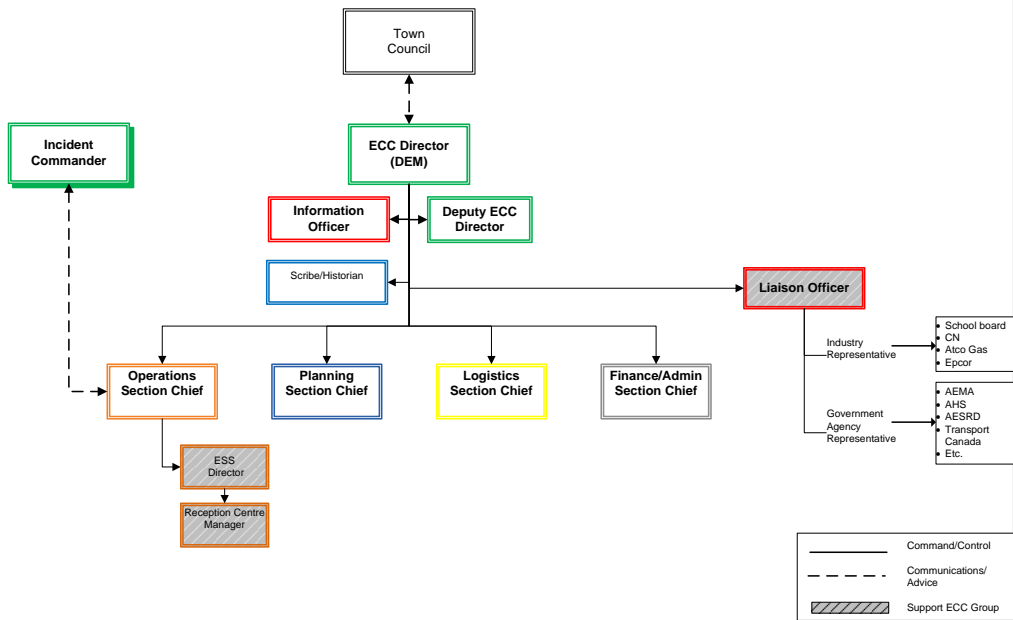 Town
Council
Incident
Commander
ECC Director
(DEM)
Information
Officer
Deputy ECC
Director
Scribe/Historian
Liaison Officer
Industry
Representative
• School board
• CN
• Atco Gas
• Epcor
Operations
Section Chief
Planning
Section Chief
Logistics
Section Chief
Finance/Admin
Section Chief
Government
Agency
Representative
• AEMA
• AHS
• AESRD
• Transport
Canada
• Etc.
ESS
Director
Reception Centre
Manager
Command/Control
Communications/
Advice
Support ECC Group